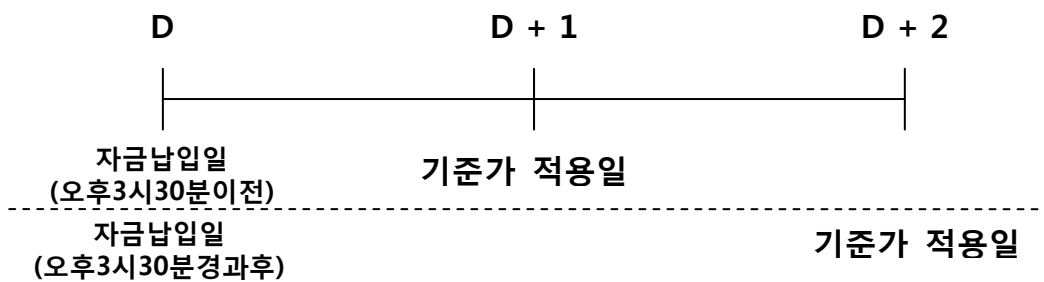 D D + 1 D + 2
자금납입일
(오후3시30분이전)
기준가 적용일
자금납입일
(오후3시30분경과후)
기준가 적용일